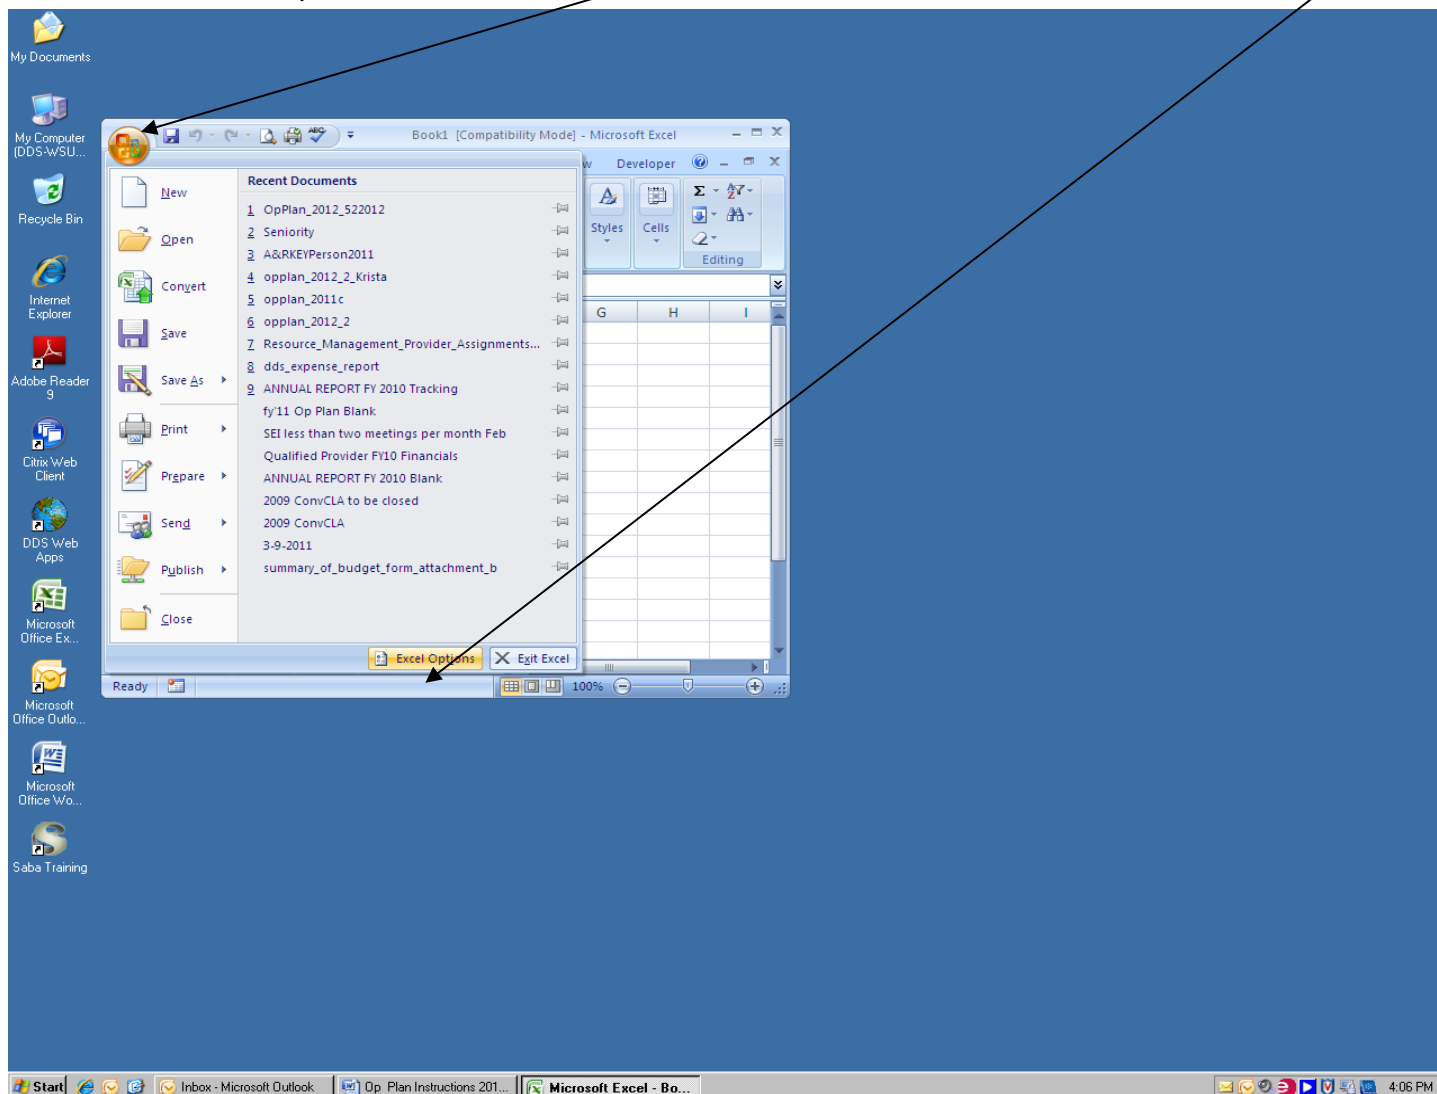 My Documents
My Computer
(DDS-WSU...
Recycle Bin
Internet
Explorer
Adobe Reader
9
Citrix Web
Client
DDS Web
Apps
Microsoft
Office Ex...
Microsoft
Office Outlo...
Microsoft
Office Wo...
Saba Training
Book1 [Compatibility Mode] - Microsoft Excel
w Developer
New
Open
Convert
Save
Save As
Print
Prepare
Send
Publish
Close
Recent Documents
1 OpPlan_2012_522012
2 Seniority
3 A&RKEYPerson2011
4 opplan_2012_2_Krista
5 opplan_2011c
6 opplan_2012_2
7 Resource_Management_Provider_Assignments...
8 dds_expense_report
9 ANNUAL REPORT FY 2010 Tracking
fy'11 Op Plan Blank
SEI less than two meetings per month Feb
Qualified Provider FY10 Financials
ANNUAL REPORT FY 2010 Blank
2009 ConvCLA to be closed
2009 ConvCLA
3-9-2011
summary_of_budget_form_attachment_b
Excel Options
Exit Excel
Styles
Cells
Editing
G H I
Ready
100%
Start
Inbox - Microsoft Outlook
Op Plan Instructions 201...
Microsoft Excel - Bo...
4:06 PM